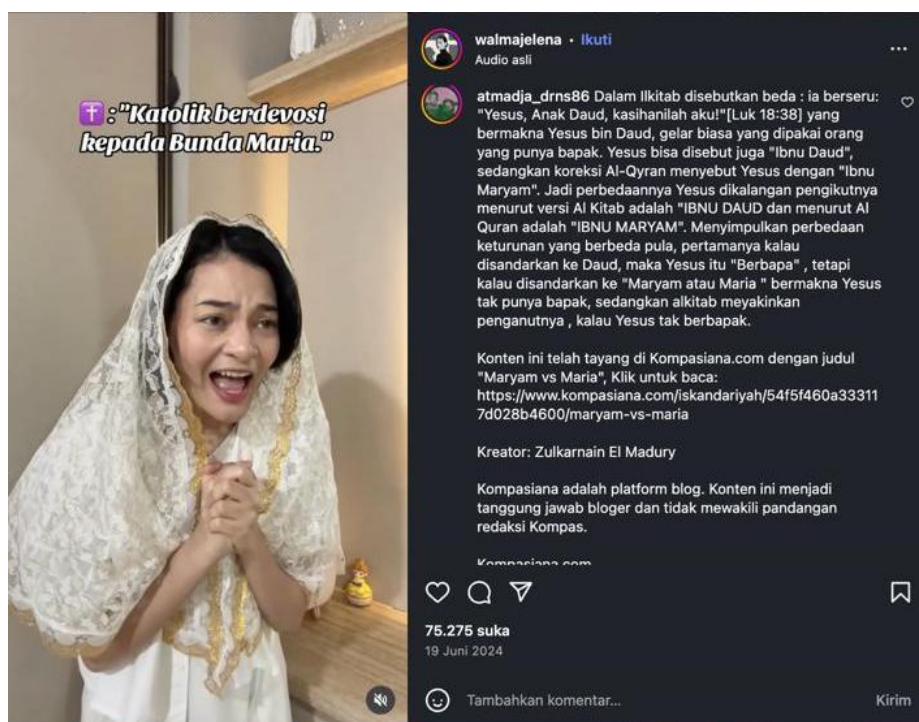 ✝️:"Katolik berdevosi
kepada Bunda Maria."
walmajelena • Ikuti
Audio asli
atmadja_drns86 Dalam Ilkitab disebutkan beda : ia berseru:
"Yesus, Anak Daud, kasihanilah aku!"[Luk 18:38] yang
bermakna Yesus bin Daud, gelar biasa yang dipakai orang
yang punya bapak. Yesus bisa disebut juga "Ibnu Daud",
sedangkan koreksi Al-Qyran menyebut Yesus dengan "Ibnu
Maryam". Jadi perbedaannya Yesus dikalangan pengikutnya
menurut versi Al Kitab adalah "IBNU DAUD dan menurut Al
Quran adalah "IBNU MARYAM". Menyimpulkan perbedaan
keturunan yang berbeda pula, pertamanya kalau
disandarkan ke Daud, maka Yesus itu "Berbapa" , tetapi
kalau disandarkan ke "Maryam atau Maria " bermakna Yesus
tak punya bapak, sedangkan alkitab meyakinkan
penganutnya , kalau Yesus tak berbapak.
Konten ini telah tayang di Kompasiana.com dengan judul
"Maryam vs Maria", Klik untuk baca:
https://www.kompasiana.com/iskandariyah/54f5f460a33311
7d028b4600/maryam-vs-maria
Kreator: Zulkarnain El Madury
Kompasiana adalah platform blog. Konten ini menjadi
tanggung jawab bloger dan tidak mewakili pandangan
redaksi Kompas.
Kompasiana.com
75.275 suka
19 Juni 2024
Tambahkan komentar...
Kirim